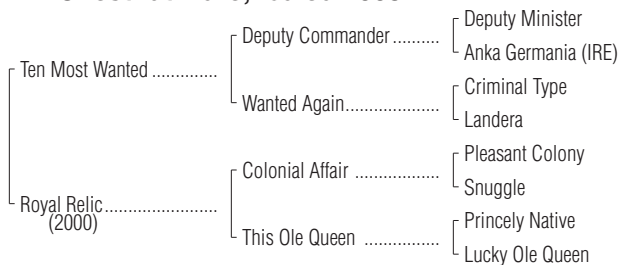 Deputy Minister
Deputy Commander ..........
Anka Germania (IRE)
Ten Most Wanted .............
Criminal Type
Wanted Again....................
Landera
Pleasant Colony
Colonial Affair ..................
Snuggle
Royal Relic......................
(2000)
Princely Native
This Ole Queen ................
Lucky Ole Queen